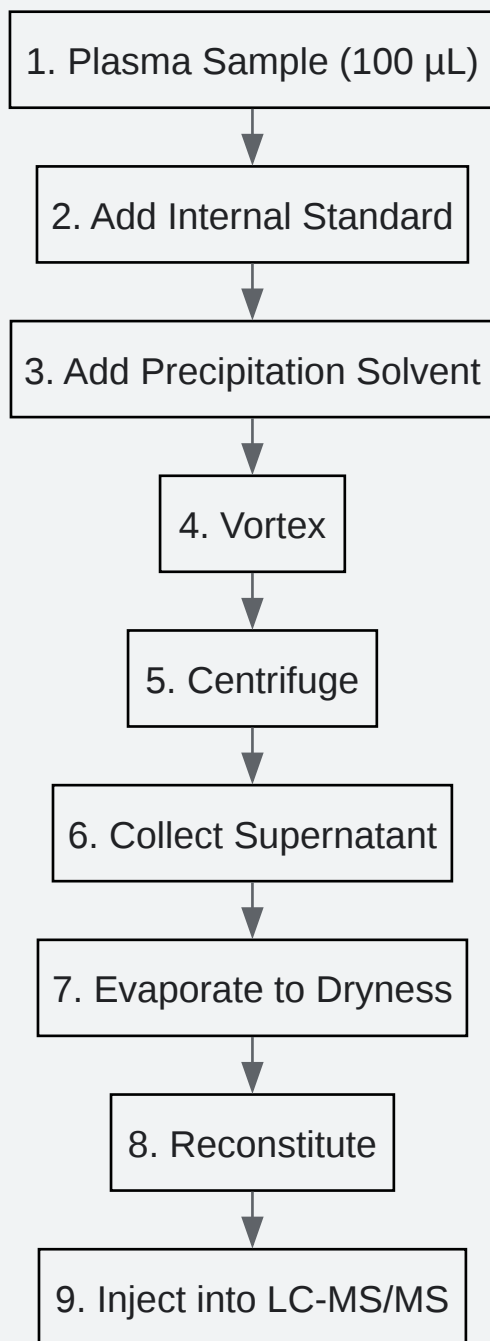 1. Plasma Sample (100 µL)
2. Add Internal Standard
3. Add Precipitation Solvent
4. Vortex
5. Centrifuge
6. Collect Supernatant
7. Evaporate to Dryness
8. Reconstitute
9. Inject into LC-MS/MS